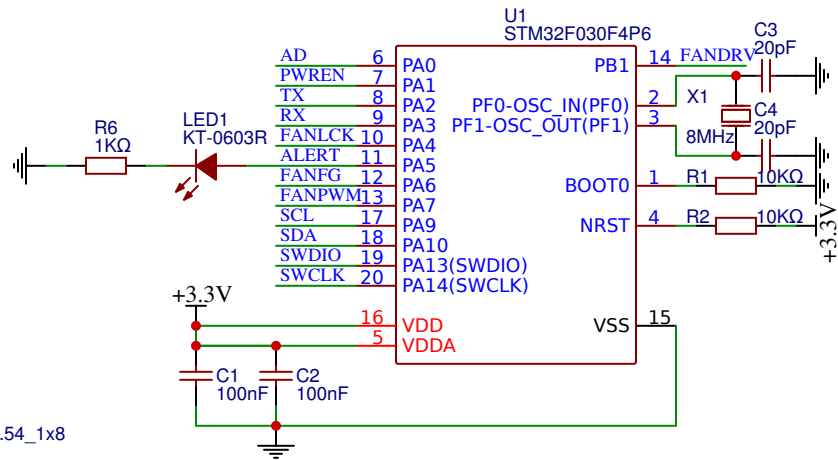 U1
STM32F030F4P6
AD 6 PA0
PWREN 7 PA1
TX 8 PA2
RX 9 PA3
FANLCK 10 PA4
ALERT 11 PA5
FANFG 12 PA6
FANPWM 13 PA7
SCL 17 PA9
SDA 18 PA10
SWDIO 19 PA13(SWDIO)
SWCLK 20 PA14(SWCLK)
16 VDD
5 VDDA
PB1 14 FANDRV
PF0-OSC_IN(PF0) 2
PF1-OSC_OUT(PF1) 3
BOOT0 1
NRST 4
VSS 15
C3
20pF
X1
8MHz
C4
20pF
R1 10KΩ
R2 10KΩ
+3.3V
LED1
KT-0603R
R6
1KΩ
+3.3V
C1
100nF
C2
100nF
.54_1x8